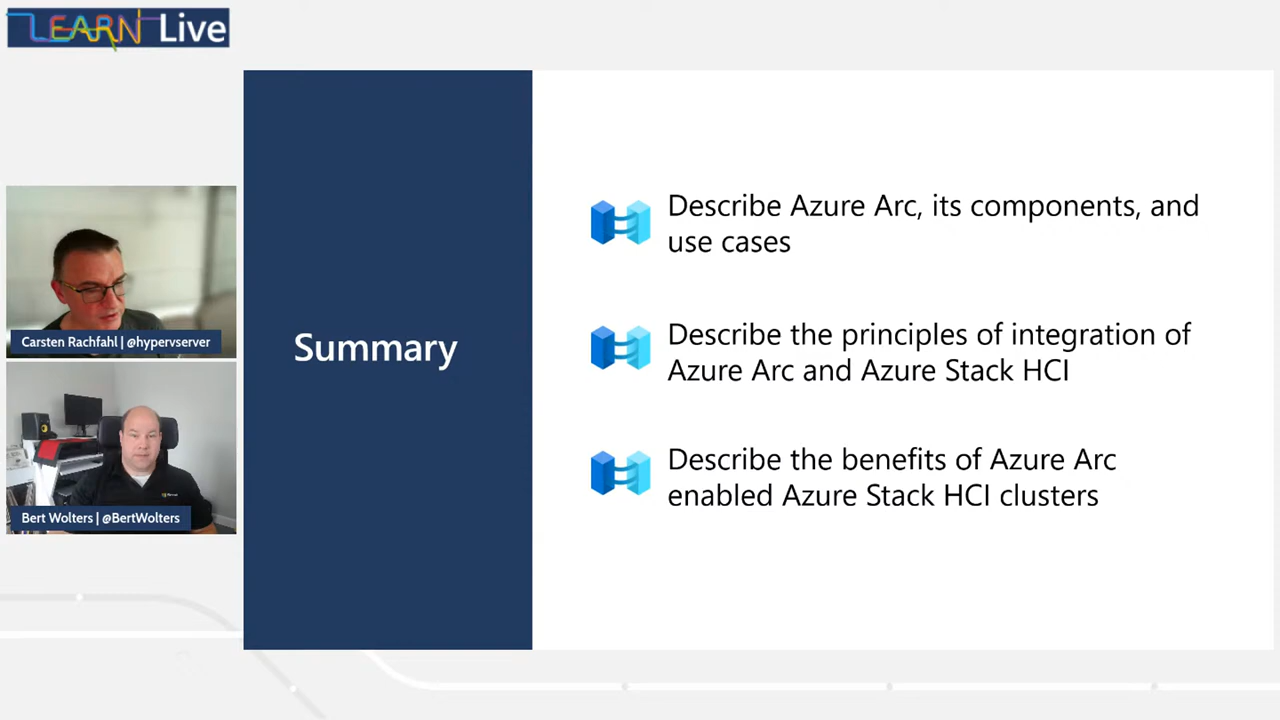 LEARN Live
Carsten Rachfahl | @hypervserver
Bert Wolters | @BertWolters
Summary
Describe Azure Arc, its components, and
use cases
Describe the principles of integration of
Azure Arc and Azure Stack HCI
Describe the benefits of Azure Arc
enabled Azure Stack HCI clusters